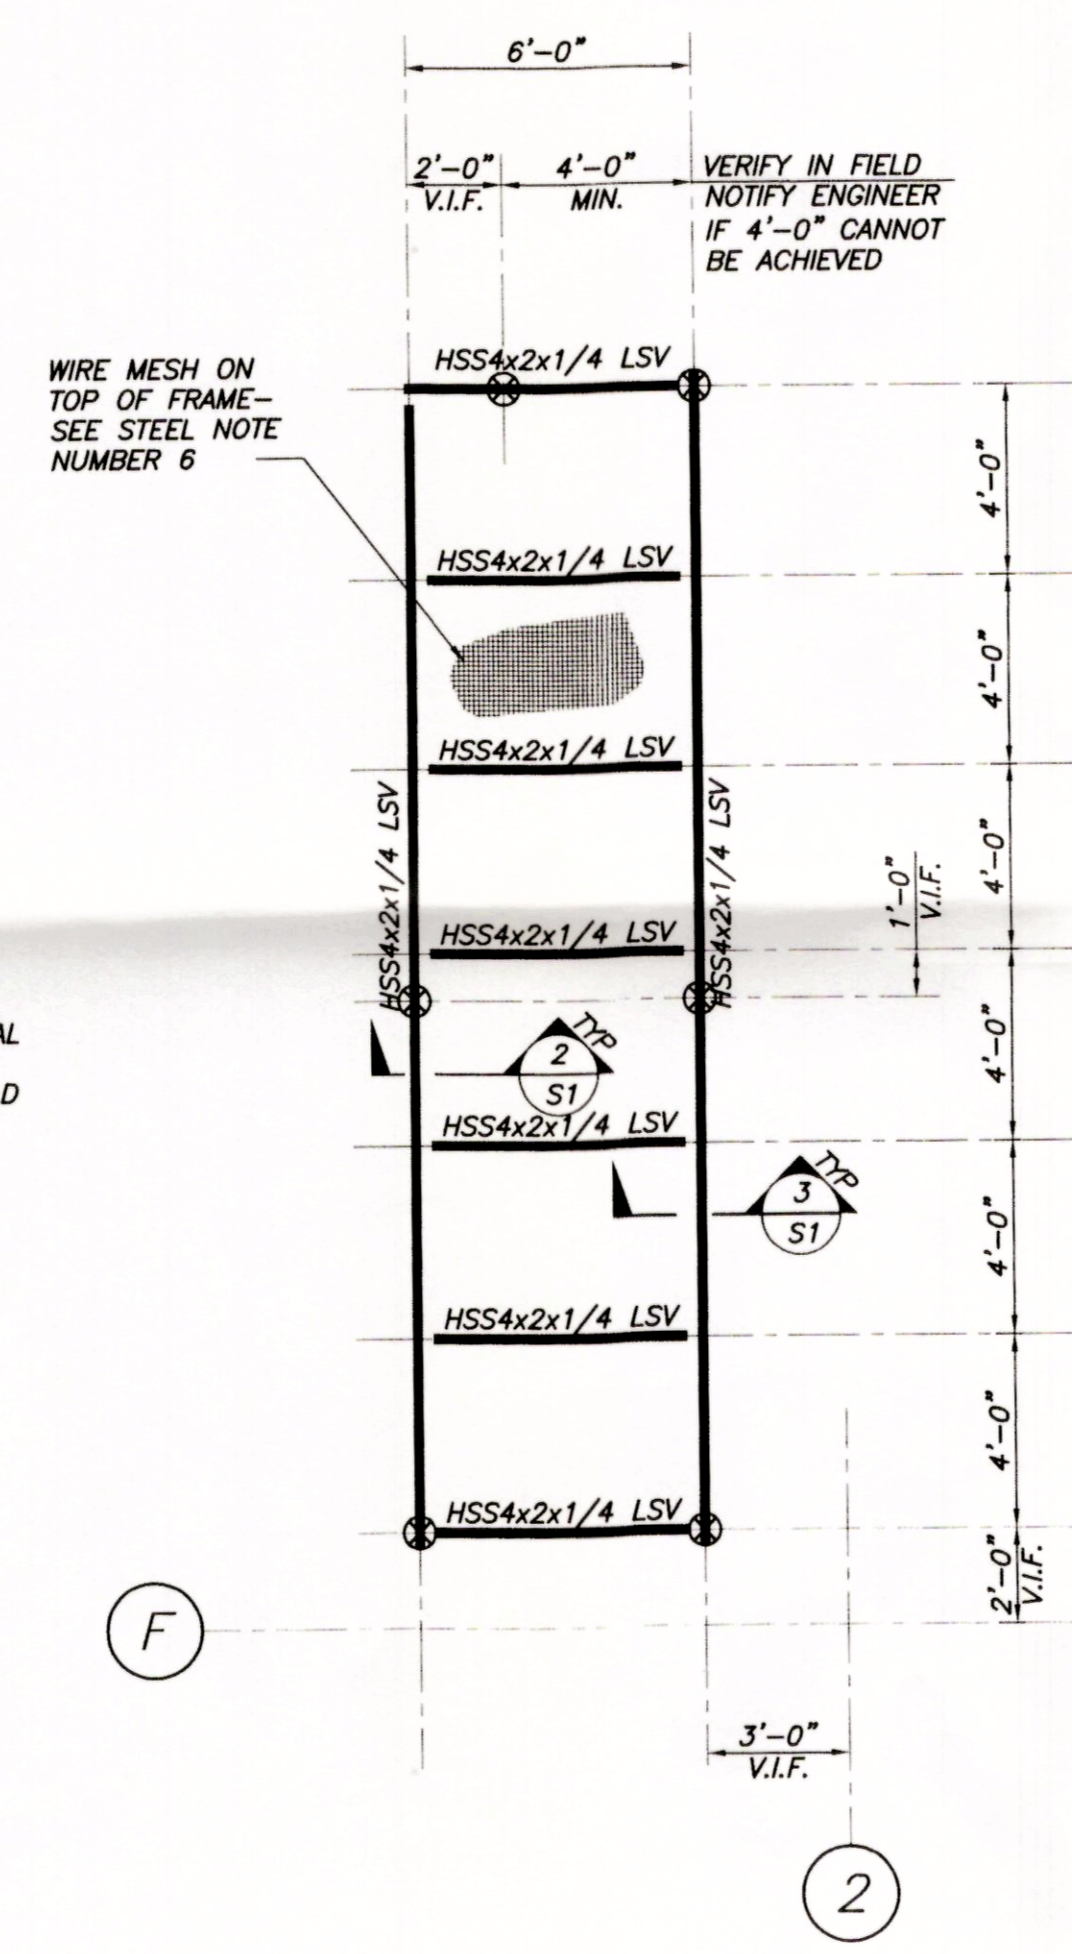 6'-0"
2'-0"
V.I.F.
4'-0"
MIN.
VERIFY IN FIELD
NOTIFY ENGINEER
IF 4'-0" CANNOT
BE ACHIEVED
HSS4x2x1/4 LSV
WIRE MESH ON
TOP OF FRAME-
SEE STEEL NOTE
NUMBER 6
4'-0"
HSS4x2x1/4 LSV
4'-0"
HSS4x2x1/4 LSV
HSS4x2x1/4 LSV
HSS4x2x1/4 LSV
4'-0"
1'-0"
V.I.F.
HSS4x2x1/4 LSV
AL
D
2
S1
TYP
4'-0"
HSS4x2x1/4 LSV
3
S1
TYP
4'-0"
HSS4x2x1/4 LSV
4'-0"
HSS4x2x1/4 LSV
2'-0"
V.I.F.
F
3'-0"
V.I.F.
2